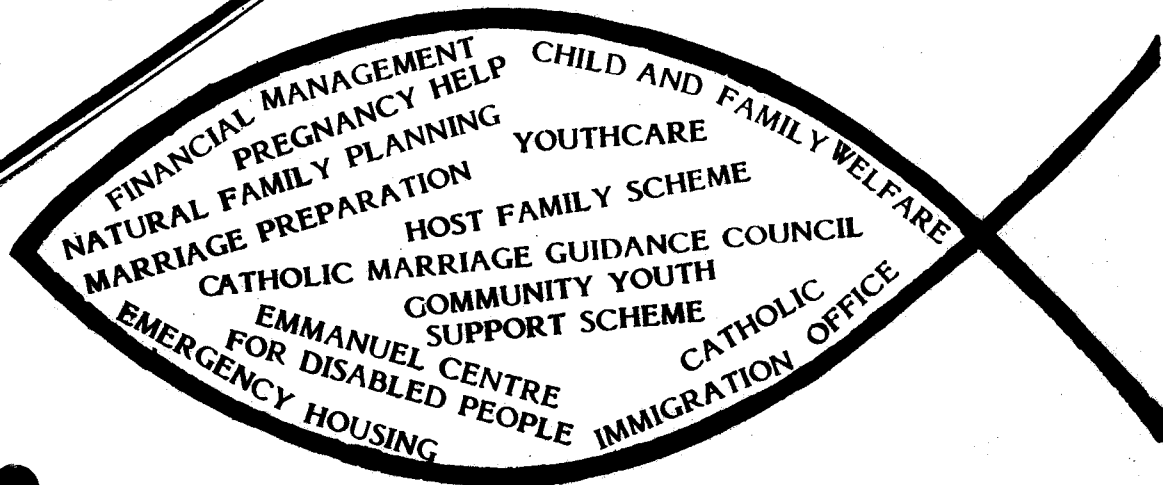 FINANCIAL MANAGEMENT
PREGNANCY HELP
NATURAL FAMILY PLANNING
MARRIAGE PREPARATION
CHILD AND FAMILY WELFARE
YOUTHCARE
HOST FAMILY SCHEME
CATHOLIC MARRIAGE GUIDANCE COUNCIL
COMMUNITY YOUTH
SUPPORT SCHEME
EMMANUEL CENTRE
FOR DISABLED PEOPLE
EMERGENCY HOUSING
CATHOLIC
IMMIGRATION OFFICE